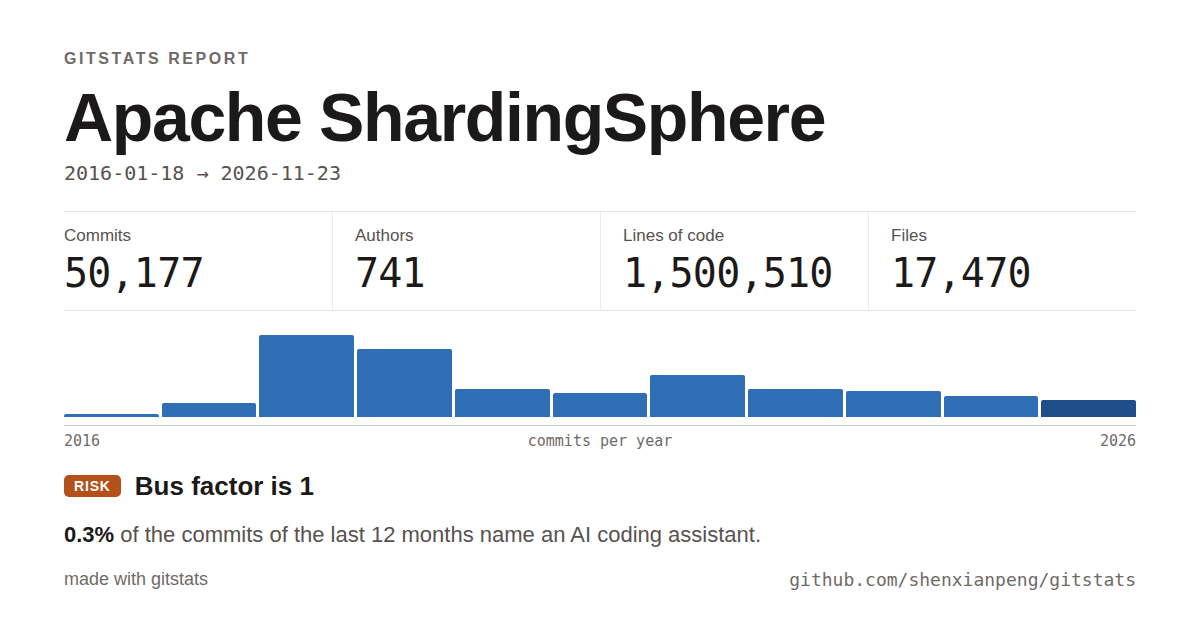 GITSTATS REPORT
Apache ShardingSphere
2016-01-18 → 2026-11-23
Commits
50,177
Authors
741
Lines of code
1,500,510
Files
17,470
2016
commits per year
2026
RISK Bus factor is 1
0.3% of the commits of the last 12 months name an AI coding assistant.
made with gitstats
github.com/shenxianpeng/gitstats